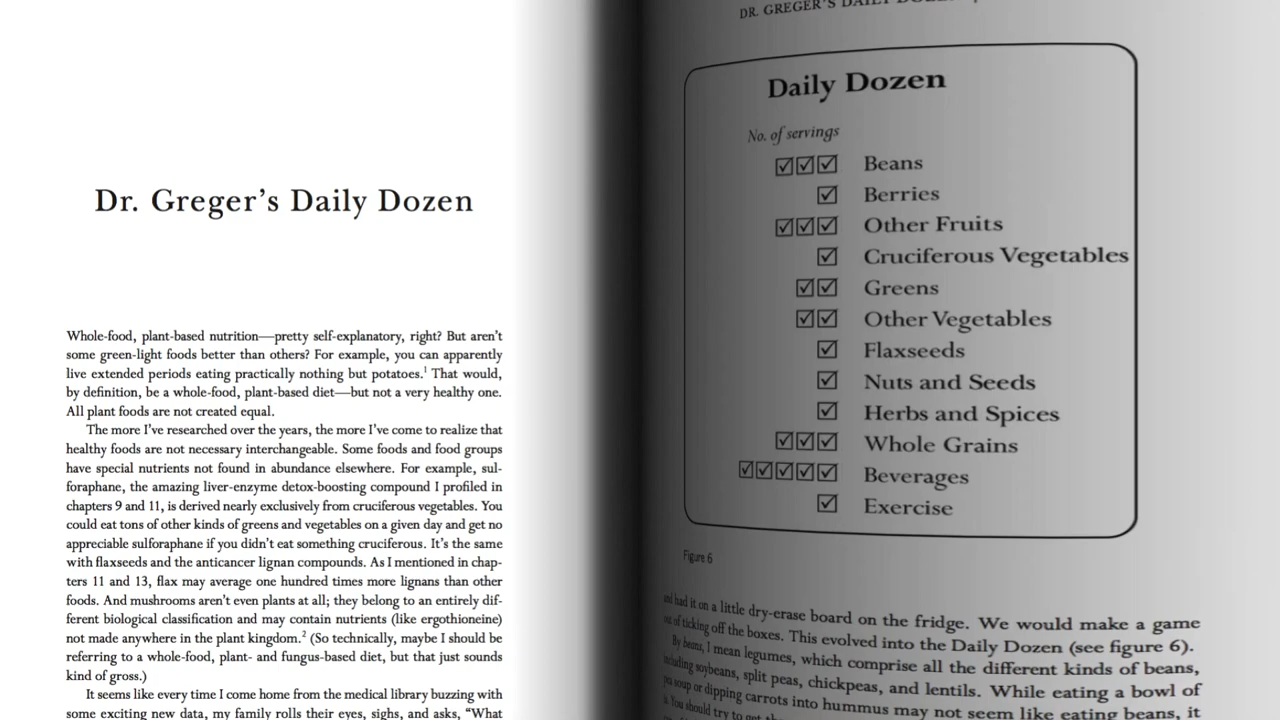 Dr. Greger’s Daily Dozen
Whole-food, plant-based nutrition—pretty self-explanatory, right? But aren’t
some green-light foods better than others? For example, you can apparently
live extended periods eating practically nothing but potatoes.1 That would,
by definition, be a whole-food, plant-based diet—but not a very healthy one.
All plant foods are not created equal.
The more I’ve researched over the years, the more I’ve come to realize that
healthy foods are not necessary interchangeable. Some foods and food groups
have special nutrients not found in abundance elsewhere. For example, sul-
foraphane, the amazing liver-enzyme detox-boosting compound I profiled in
chapters 9 and 11, is derived nearly exclusively from cruciferous vegetables. You
could eat tons of other kinds of greens and vegetables on a given day and get no
appreciable sulforaphane if you didn’t eat something cruciferous. It’s the same
with flaxseeds and the anticancer lignan compounds. As I mentioned in chap-
ters 11 and 13, flax may average one hundred times more lignans than other
foods. And mushrooms aren’t even plants at all; they belong to an entirely dif-
ferent biological classification and may contain nutrients (like ergothioneine)
not made anywhere in the plant kingdom.2 (So technically, maybe I should be
referring to a whole-food, plant- and fungus-based diet, but that just sounds
kind of gross.)
It seems like every time I come home from the medical library buzzing with
some exciting new data, my family rolls their eyes, sighs, and asks, “What
DR. GREGER’S DAILY DOZEN
Daily Dozen
No. of servings
☑☑☑ Beans
☑ Berries
☑☑☑ Other Fruits
☑ Cruciferous Vegetables
☑☑ Greens
☑☑ Other Vegetables
☑ Flaxseeds
☑ Nuts and Seeds
☑ Herbs and Spices
☑☑☑ Whole Grains
☑☑☑☑☑ Beverages
☑ Exercise
Figure 6
and had it on a little dry-erase board on the fridge. We would make a game
out of ticking off the boxes. This evolved into the Daily Dozen (see figure 6).
By beans, I mean legumes, which comprise all the different kinds of beans,
including soybeans, split peas, chickpeas, and lentils. While eating a bowl of
pea soup or dipping carrots into hummus may not seem like eating beans, it
is. You should try to get